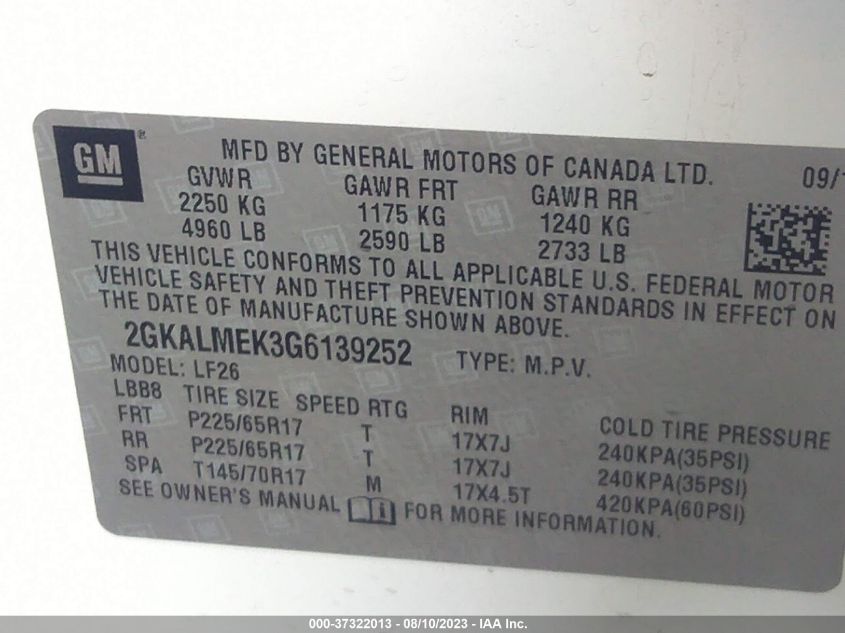 GM®
MFD BY GENERAL MOTORS OF CANADA LTD. 09/1
GVWR GAWR FRT GAWR RR
2250 KG 1175 KG 1240 KG
4960 LB 2590 LB 2733 LB
THIS VEHICLE CONFORMS TO ALL APPLICABLE U.S. FEDERAL MOTOR
VEHICLE SAFETY AND THEFT PREVENTION STANDARDS IN EFFECT ON
THE DATE OF MANUFACTURE SHOWN ABOVE.
2GKALMEK3G6139252 TYPE: M.P.V.
MODEL: LF26
LBB8 TIRE SIZE SPEED RTG RIM COLD TIRE PRESSURE
FRT P225/65R17 T 17X7J 240KPA(35PSI)
RR P225/65R17 T 17X7J 240KPA(35PSI)
SPA T145/70R17 M 17X4.5T 420KPA(60PSI)
SEE OWNER'S MANUAL FOR MORE INFORMATION.
000-37322013 - 08/10/2023 - IAA Inc.